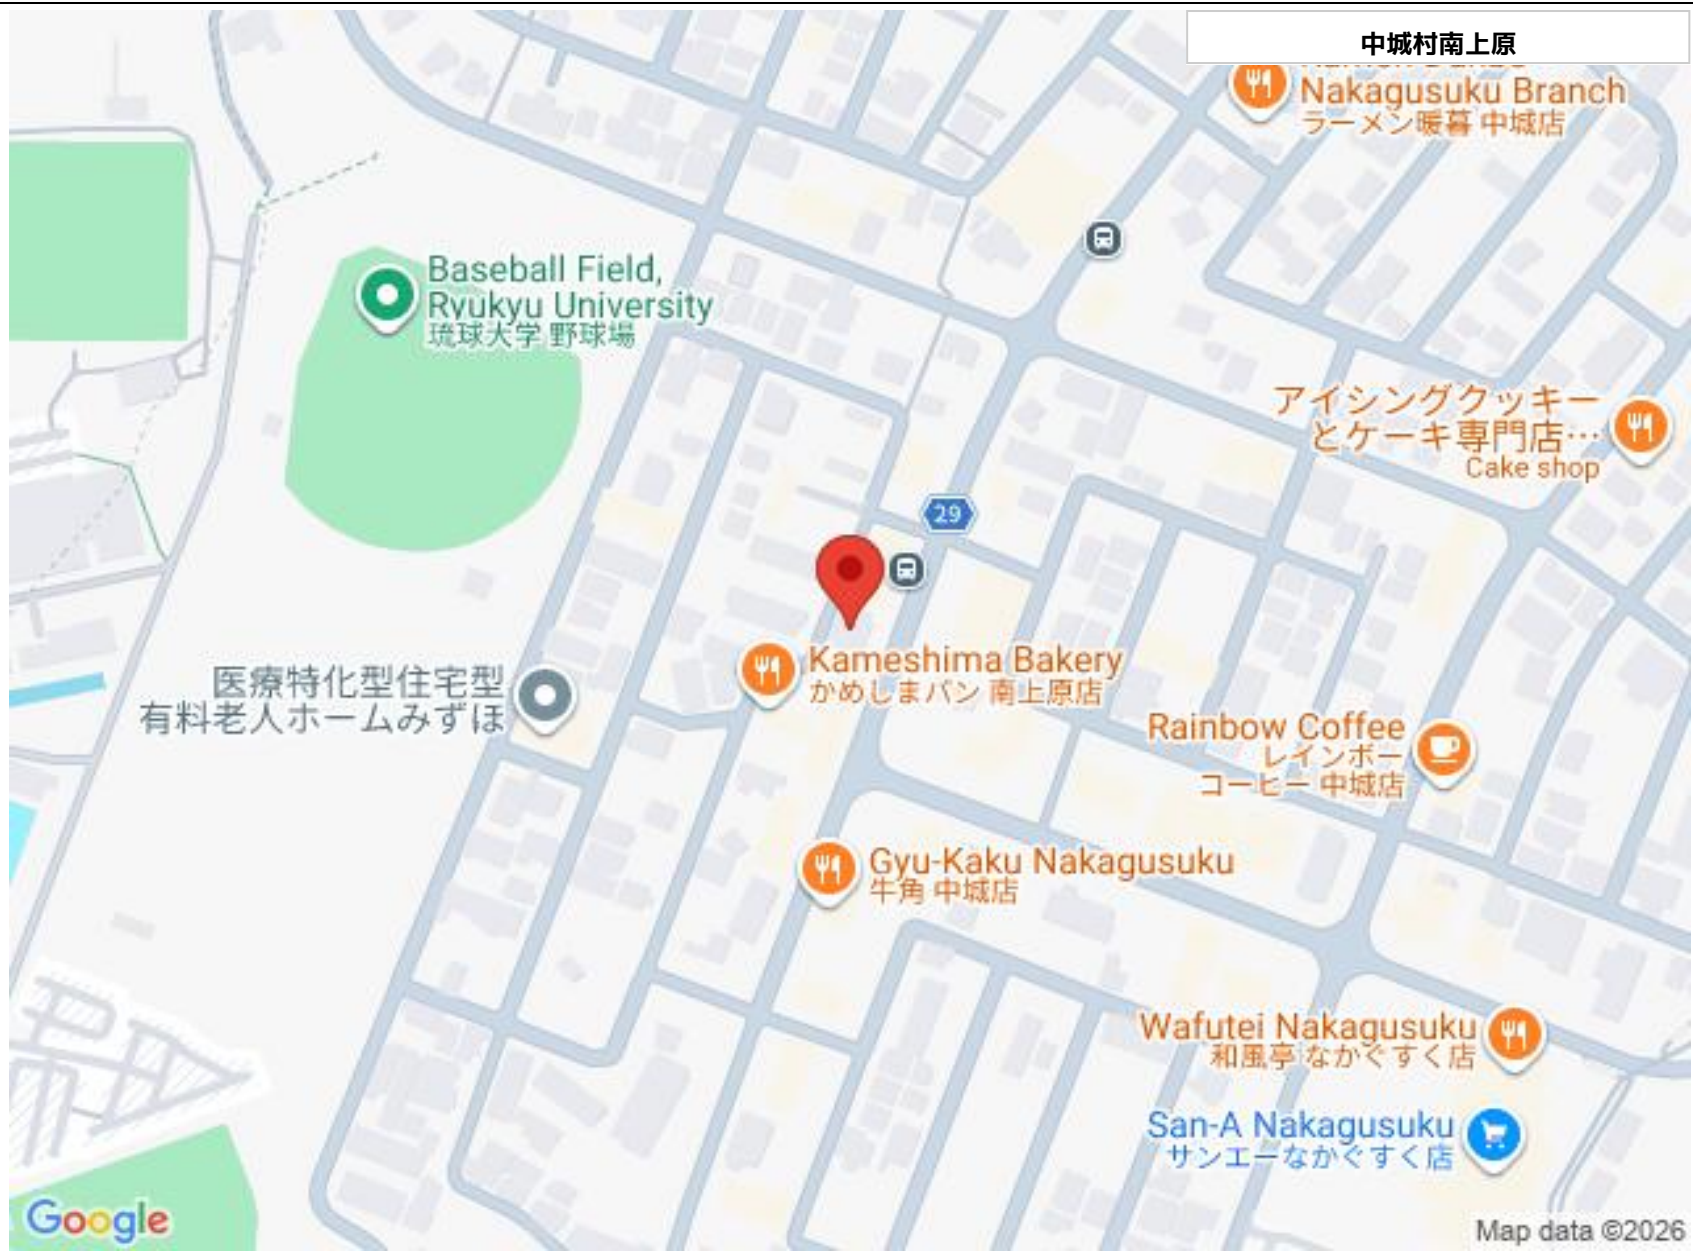 中城村南上原
Nakagusuku Branch
ラーメン暖暮 中城店
Baseball Field,
Ryukyu University
琉球大学 野球場
アイシングクッキー
とケーキ専門店…
Cake shop
29
Kameshima Bakery
かめしまパン 南上原店
医療特化型住宅型
有料老人ホームみずほ
Rainbow Coffee
レインボー
コーヒー 中城店
Gyu-Kaku Nakagusuku
牛角 中城店
Wafutei Nakagusuku
和風亭 なかぐすく店
San-A Nakagusuku
サンエーなかぐすく店
Google
Map data ©2026